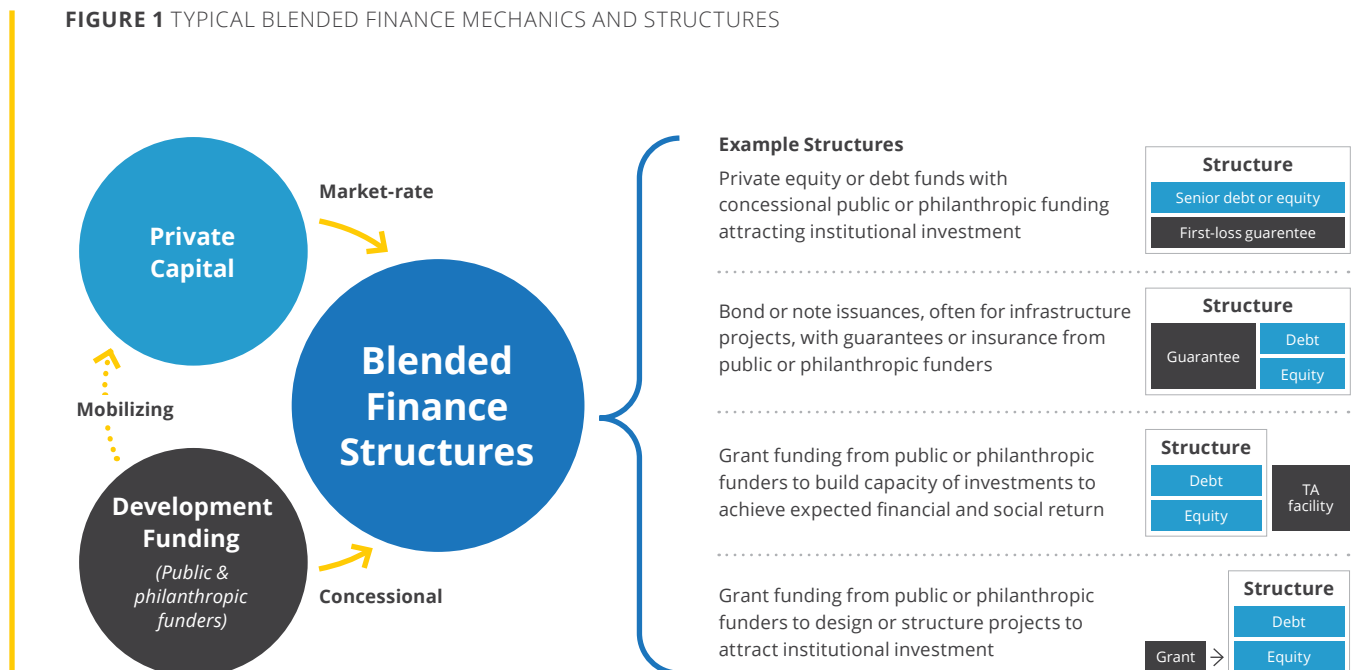 FIGURE 1 TYPICAL BLENDED FINANCE MECHANICS AND STRUCTURES
Private
Capital
Market-rate
Mobilizing
Development
Funding
(Public &
philanthropic
funders)
Concessional
Blended
Finance
Structures
Example Structures
Private equity or debt funds with
concessional public or philanthropic funding
attracting institutional investment
Structure
Senior debt or equity
First-loss guarentee
Bond or note issuances, often for infrastructure
projects, with guarantees or insurance from
public or philanthropic funders
Structure
Guarantee
Debt
Equity
Grant funding from public or philanthropic
funders to build capacity of investments to
achieve expected financial and social return
Structure
Debt
Equity
TA
facility
Grant funding from public or philanthropic
funders to design or structure projects to
attract institutional investment
Grant
Structure
Debt
Equity